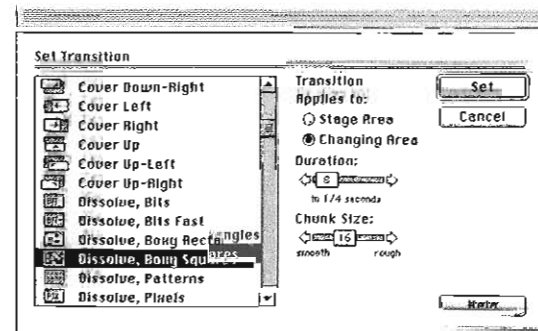 Set Transition
Cover Down-Right
Cover Left
Cover Right
Cover Up
Cover Up-Left
Cover Up-Right
Dissolve, Bits
Dissolve, Bits Fast
Dissolve, Boxy Rectangles
Dissolve, Boxy Squares
Dissolve, Patterns
Dissolve, Pixels
Transition
Applies to:
Stage Area
Changing Area
Duration:
8
in 1/4 seconds
Chunk Size:
16
smooth rough
Set
Cancel
Help